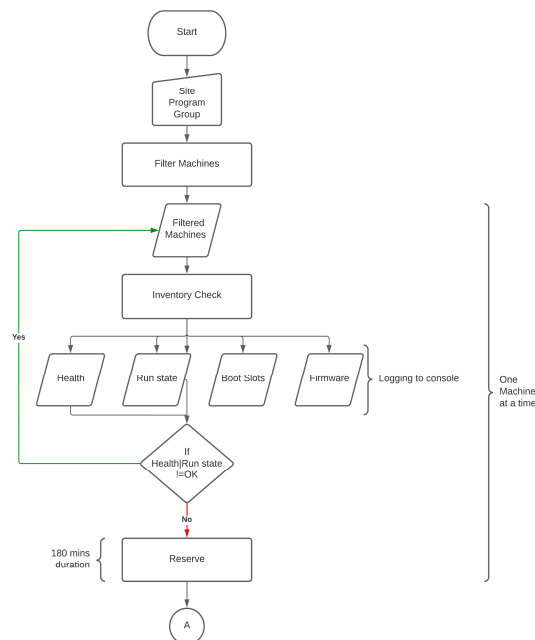 Start
Site
Program
Group
Filter Machines
Filtered
Machines
Inventory Check
Yes
Health
Run state
Boot Slots
Firmware
Logging to console
One
Machine
at a time
If
Health|Run state
!=OK
No
180 mins
duration
Reserve
A